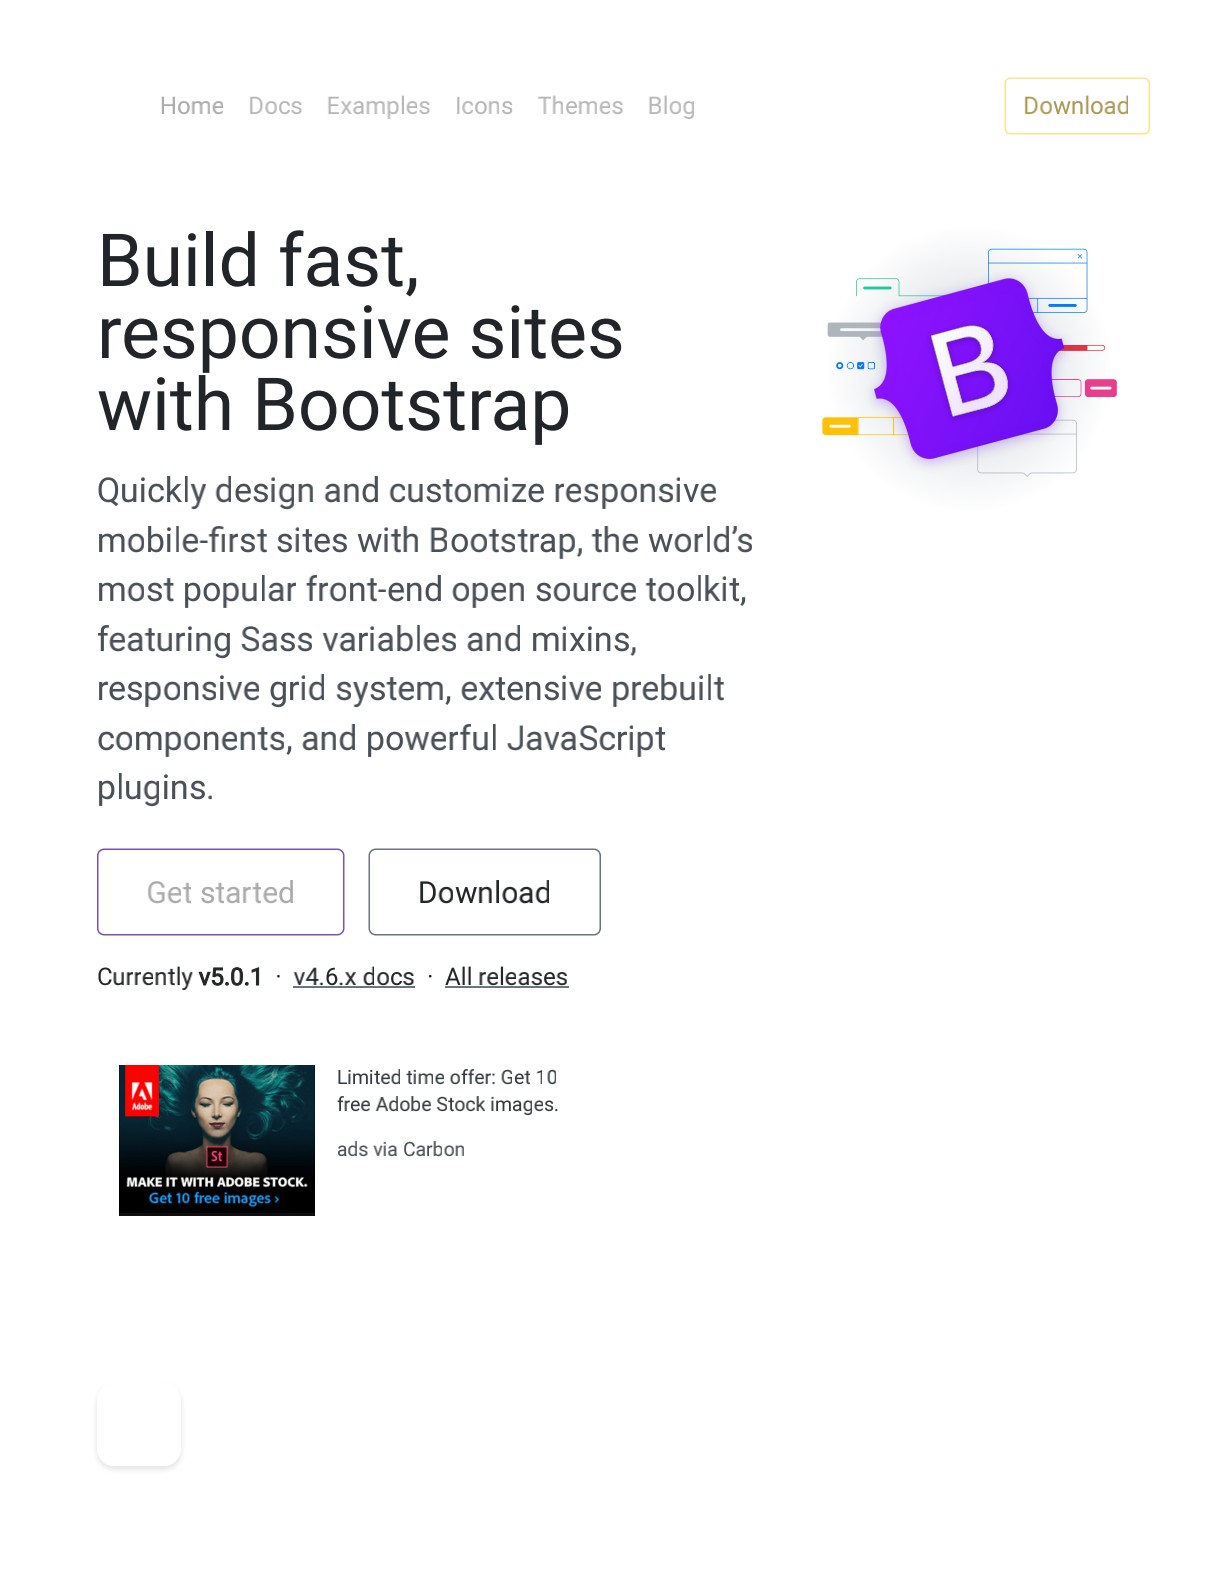 Home Docs Examples Icons Themes Blog Download
Build fast,
responsive sites
with Bootstrap
B
Quickly design and customize responsive
mobile-first sites with Bootstrap, the world’s
most popular front-end open source toolkit,
featuring Sass variables and mixins,
responsive grid system, extensive prebuilt
components, and powerful JavaScript
plugins.
Get started Download
Currently v5.0.1 · v4.6.x docs · All releases
Adobe
St
MAKE IT WITH ADOBE STOCK.
Get 10 free images ›
Limited time offer: Get 10
free Adobe Stock images.
ads via Carbon